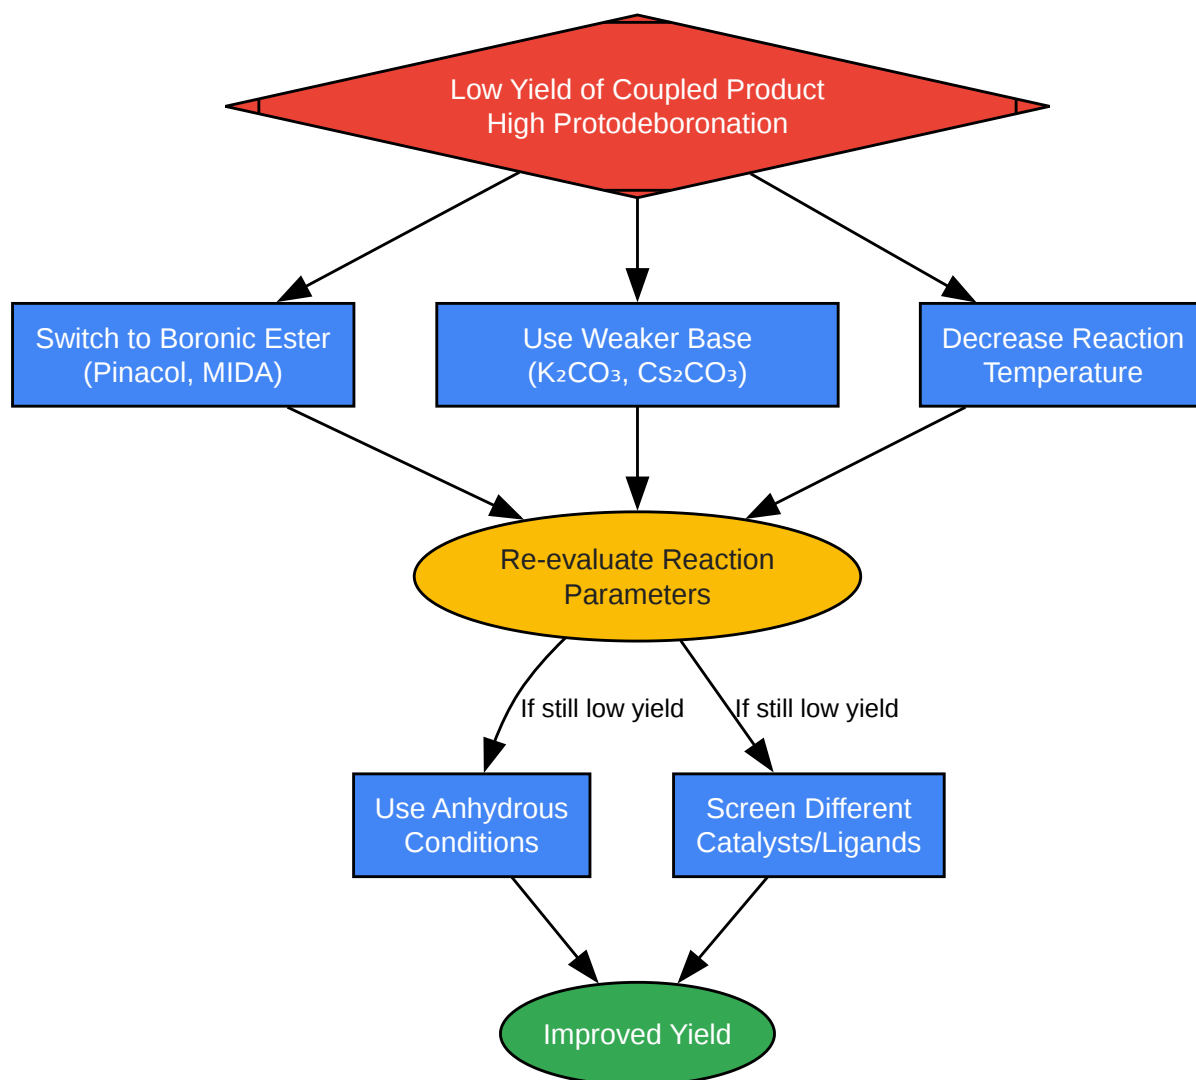 Low Yield of Coupled Product
High Protodeboronation
Switch to Boronic Ester
(Pinacol, MIDA)
Use Weaker Base
(K₂CO₃, Cs₂CO₃)
Decrease Reaction
Temperature
Re-evaluate Reaction
Parameters
If still low yield
If still low yield
Use Anhydrous
Conditions
Screen Different
Catalysts/Ligands
Improved Yield